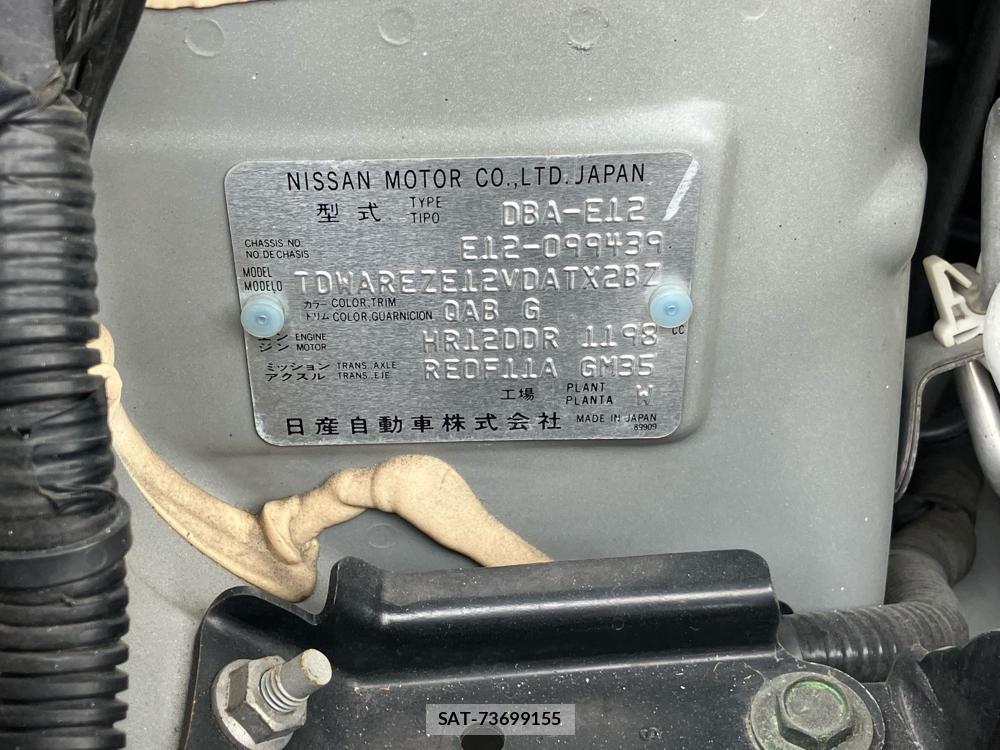 NISSAN MOTOR CO.,LTD. JAPAN
型式 TYPE TIPO DBA-E12
CHASSIS NO. NO. DE CHASIS E12-099439
MODEL MODELO TDWAREZE12VDATX2BZ
カラー COLOR, TRIM トリム COLOR, GUARNICION QAB G
エンジン ENGINE MOTOR HR12DDR 1198 CC
ミッション TRANS. AXLE アクスル TRANS. EJE RE0F11A GM35
工場 PLANT PLANTA W
日産自動車株式会社 MADE IN JAPAN
89909
SAT-73699155